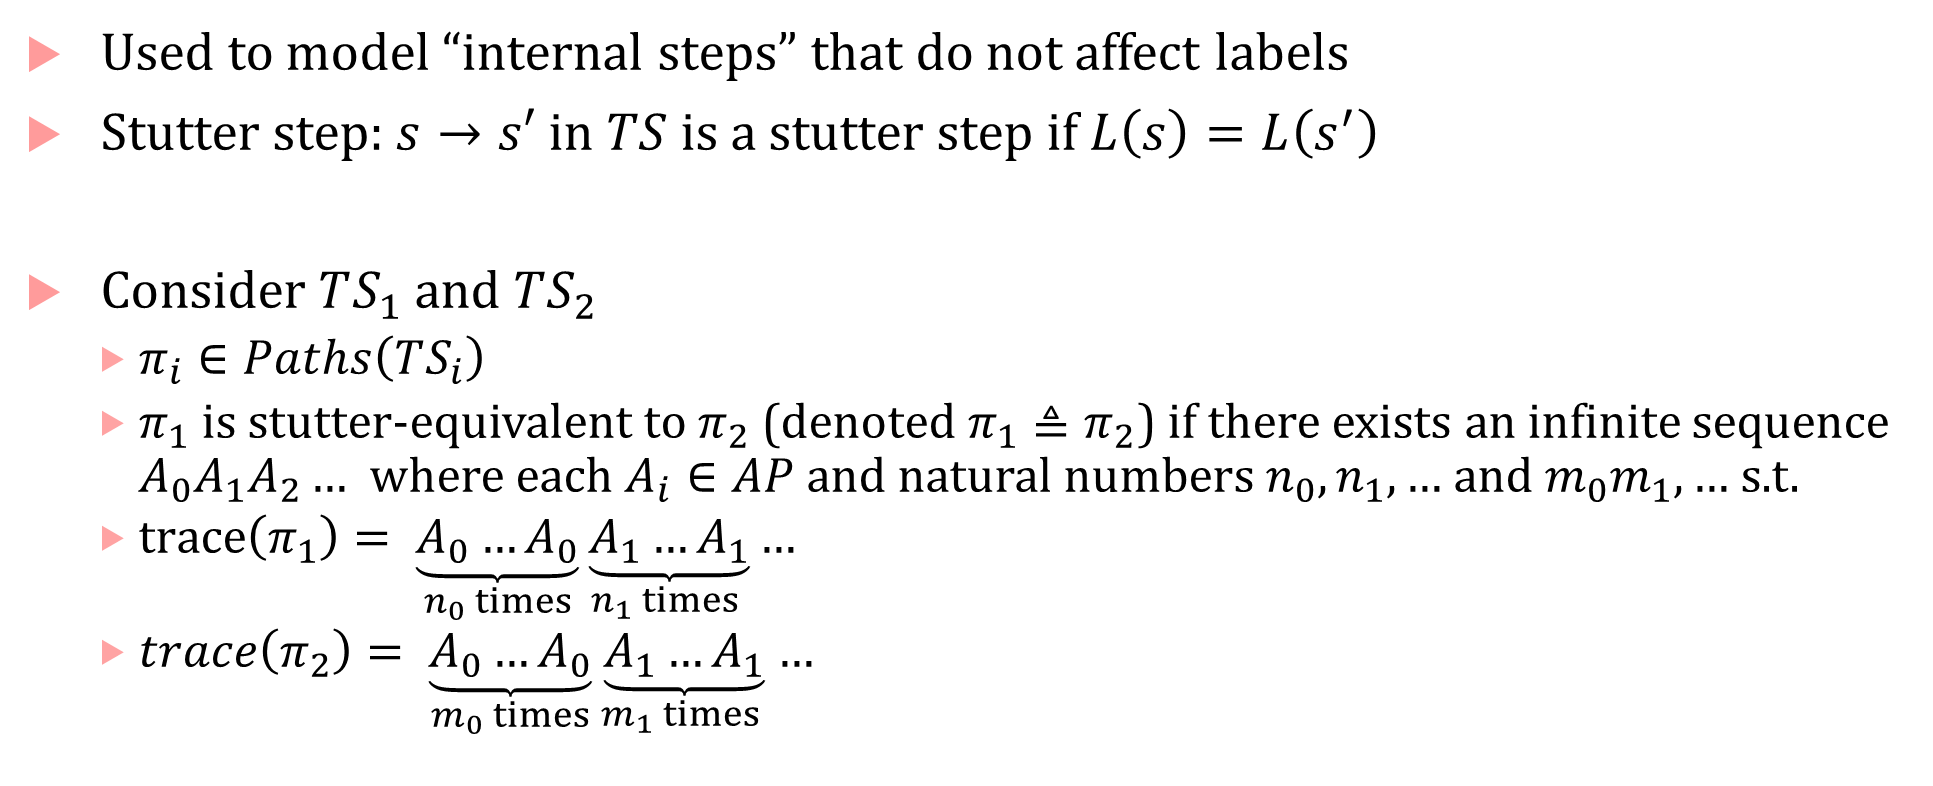 Used to model “internal steps” that do not affect labels
Stutter step: s → s′ in TS is a stutter step if L(s) = L(s′)
Consider TS₁ and TS₂
πᵢ ∈ Paths(TSᵢ)
π₁ is stutter-equivalent to π₂ (denoted π₁ ≜ π₂) if there exists an infinite sequence
A₀A₁A₂ … where each Aᵢ ∈ AP and natural numbers n₀, n₁, … and m₀m₁, … s.t.
trace(π₁) = A₀ … A₀ A₁ … A₁ …
n₀ times n₁ times
trace(π₂) = A₀ … A₀ A₁ … A₁ …
m₀ times m₁ times